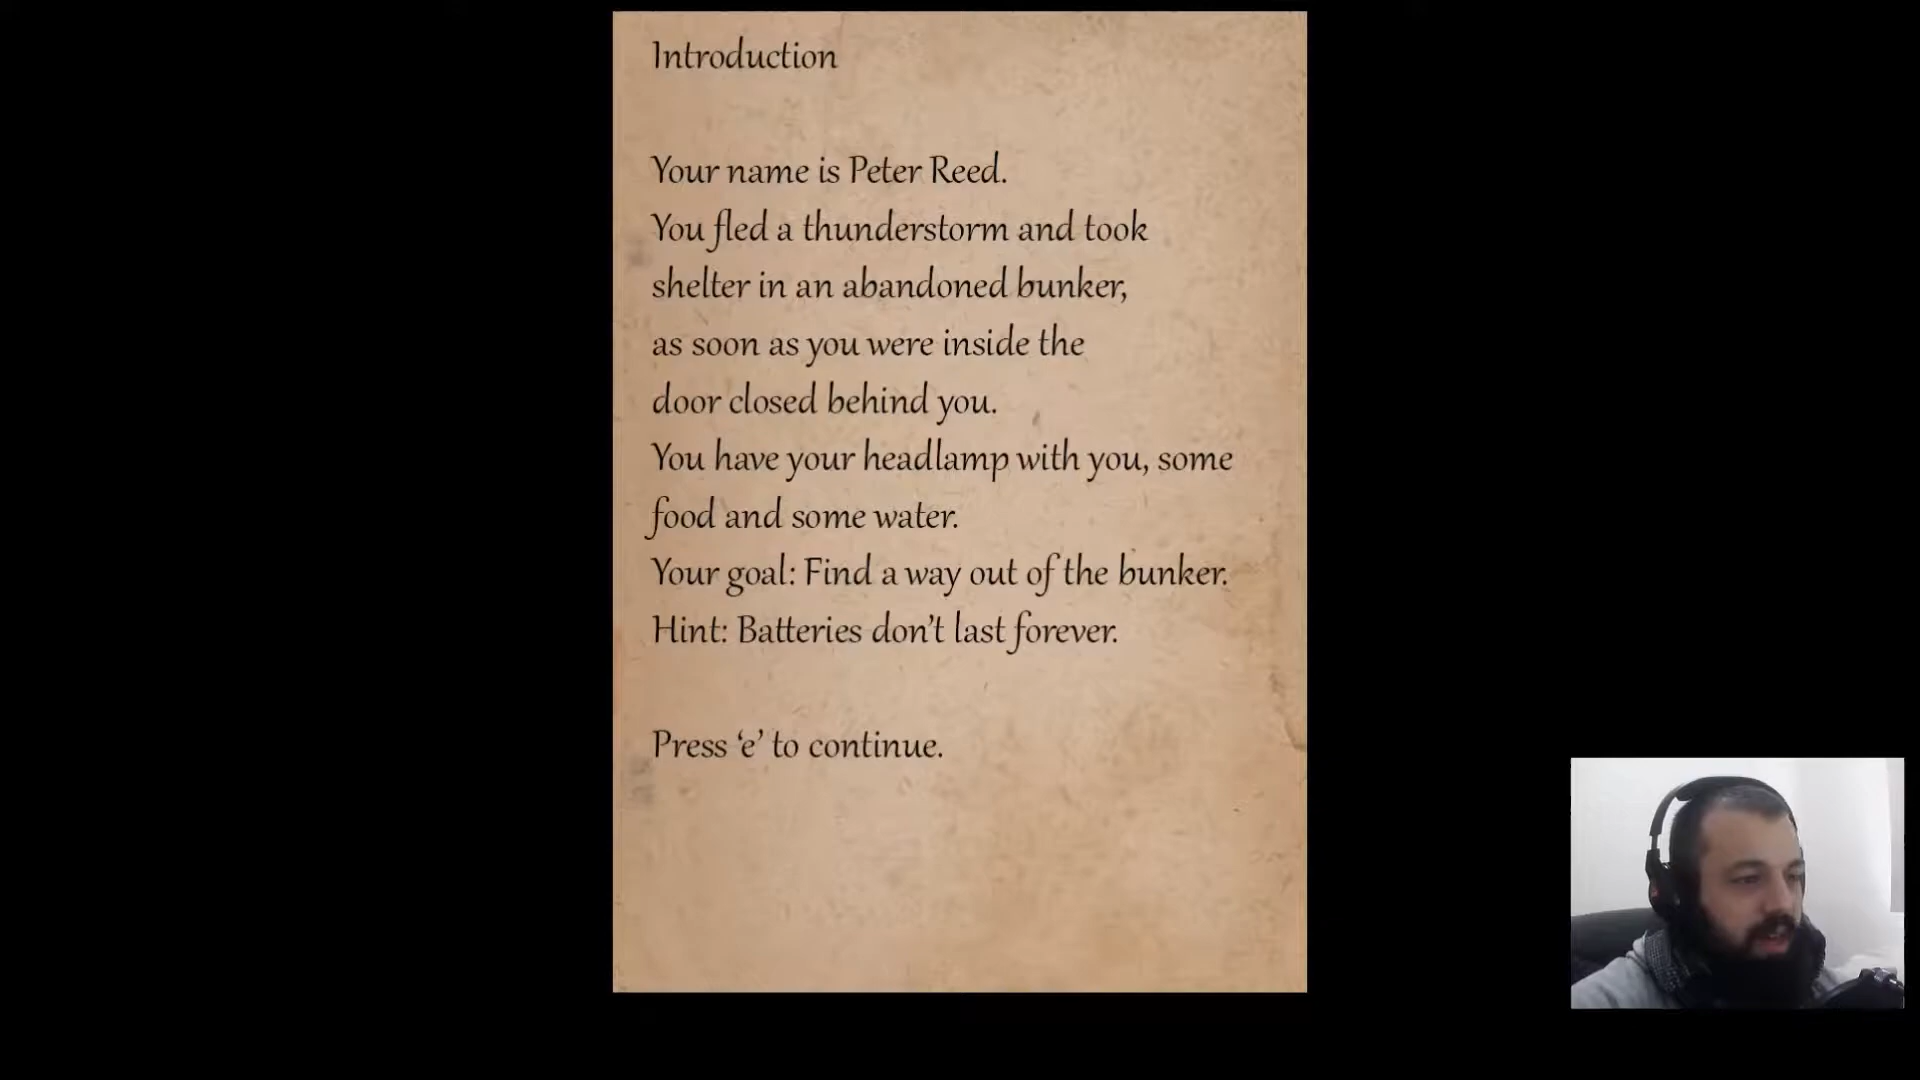 Introduction
Your name is Peter Reed.
You fled a thunderstorm and took
shelter in an abandoned bunker,
as soon as you were inside the
door closed behind you.
You have your headlamp with you, some
food and some water.
Your goal: Find a way out of the bunker.
Hint: Batteries don’t last forever.
Press ‘e’ to continue.